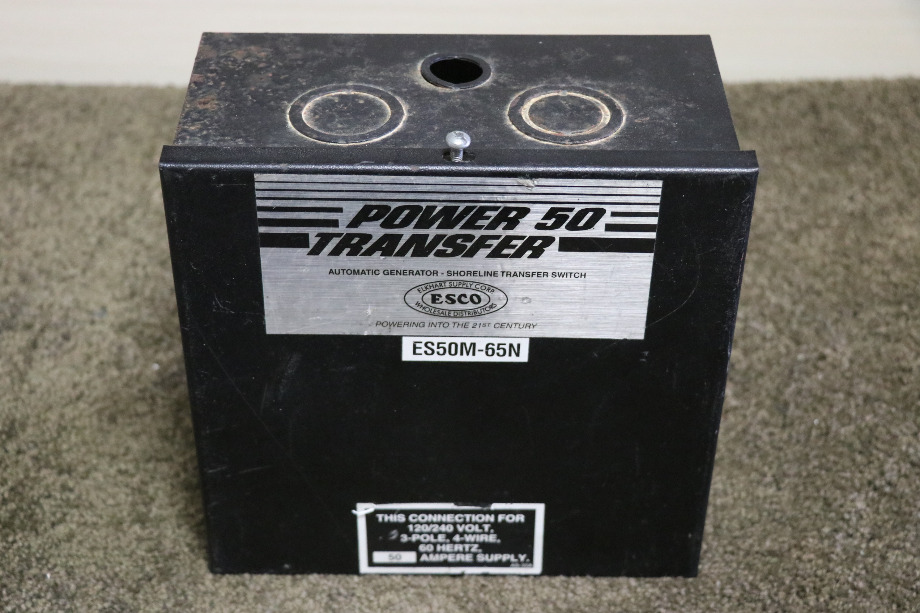 POWER 50
TRANSFER
AUTOMATIC GENERATOR - SHORELINE TRANSFER SWITCH
ELKHART SUPPLY CORP.
ESCO
WHOLESALE DISTRIBUTORS
POWERING INTO THE 21ST CENTURY
ES50M-65N
THIS CONNECTION FOR
120/240 VOLT,
3-POLE, 4-WIRE,
60 HERTZ,
50 AMPERE SUPPLY.